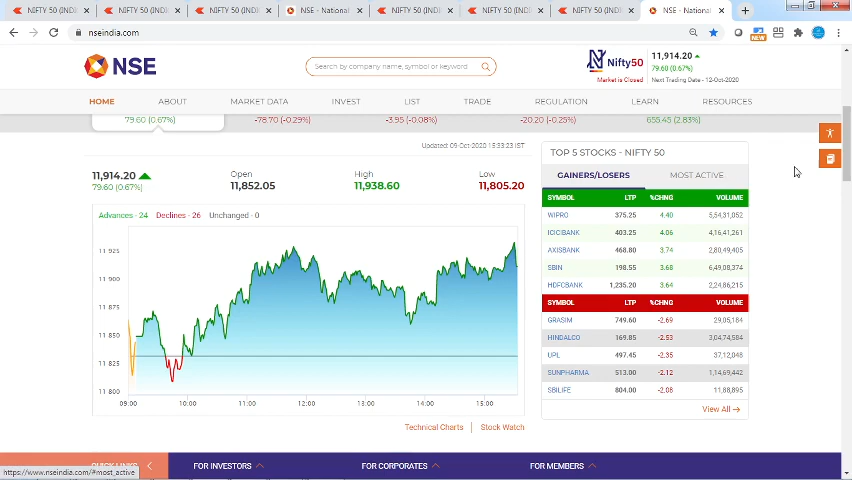 NIFTY 50 (INDI
NIFTY 50 (INDI
NSE - National
NIFTY 50 (INDI
NIFTY 50 (INDI
NIFTY 50 (INDI
NSE - National
nseindia.com
NEW
NSE
Search by company name, symbol or keyword
Nifty50
Market is Closed
11,914.20
79.60 (0.67%)
Next Trading Date - 12-Oct-2020
HOME ABOUT MARKET DATA INVEST LIST TRADE REGULATION LEARN RESOURCES
79.60 (0.67%) -78.70 (-0.29%) -3.95 (-0.08%) -20.20 (-0.25%) 655.45 (2.83%)
Updated: 09-Oct-2020 15:33:23 IST
11,914.20
79.60 (0.67%)
Open
11,852.05
High
11,938.60
Low
11,805.20
Advances - 24 Declines - 26 Unchanged - 0
11 925
11 900
11 875
11 850
11 825
11 800
09:00 10:00 11:00 12:00 13:00 14:00 15:00
Technical Charts
Stock Watch
TOP 5 STOCKS - NIFTY 50
GAINERS/LOSERS MOST ACTIVE
SYMBOL LTP %CHNG VOLUME
WIPRO 375.25 4.40 5,54,31,052
ICICIBANK 403.25 4.06 4,16,41,261
AXISBANK 468.80 3.74 2,80,49,405
SBIN 198.55 3.68 6,49,08,374
HDFCBANK 1,235.20 3.64 2,24,86,215
SYMBOL LTP %CHNG VOLUME
GRASIM 749.60 -2.69 29,05,184
HINDALCO 169.85 -2.53 3,04,74,584
UPL 497.45 -2.35 37,12,048
SUNPHARMA 513.00 -2.12 1,14,69,442
SBILIFE 804.00 -2.08 11,88,895
View All
QUICK LINKS FOR INVESTORS FOR CORPORATES FOR MEMBERS
https://www.nseindia.com/#most_active